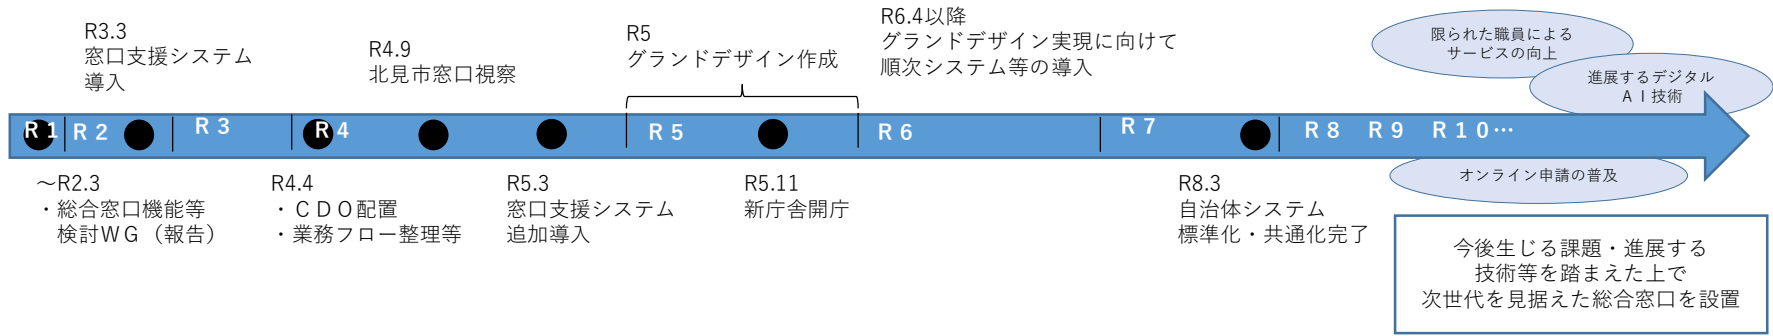 R3.3
窓口支援システム
導入
R4.9
北見市窓口視察
R5
グランドデザイン作成
R6.4以降
グランドデザイン実現に向けて
順次システム等の導入
限られた職員による
サービスの向上
進展するデジタル
ＡＩ技術
Ｒ１ Ｒ２ Ｒ３ Ｒ４ Ｒ５ Ｒ６ Ｒ７ Ｒ８ Ｒ９ Ｒ１０…
オンライン申請の普及
～R2.3
・総合窓口機能等
検討ＷＧ（報告）
R4.4
・ＣＤＯ配置
・業務フロー整理等
R5.3
窓口支援システム
追加導入
R5.11
新庁舎開庁
R8.3
自治体システム
標準化・共通化完了
今後生じる課題・進展する
技術等を踏まえた上で
次世代を見据えた総合窓口を設置